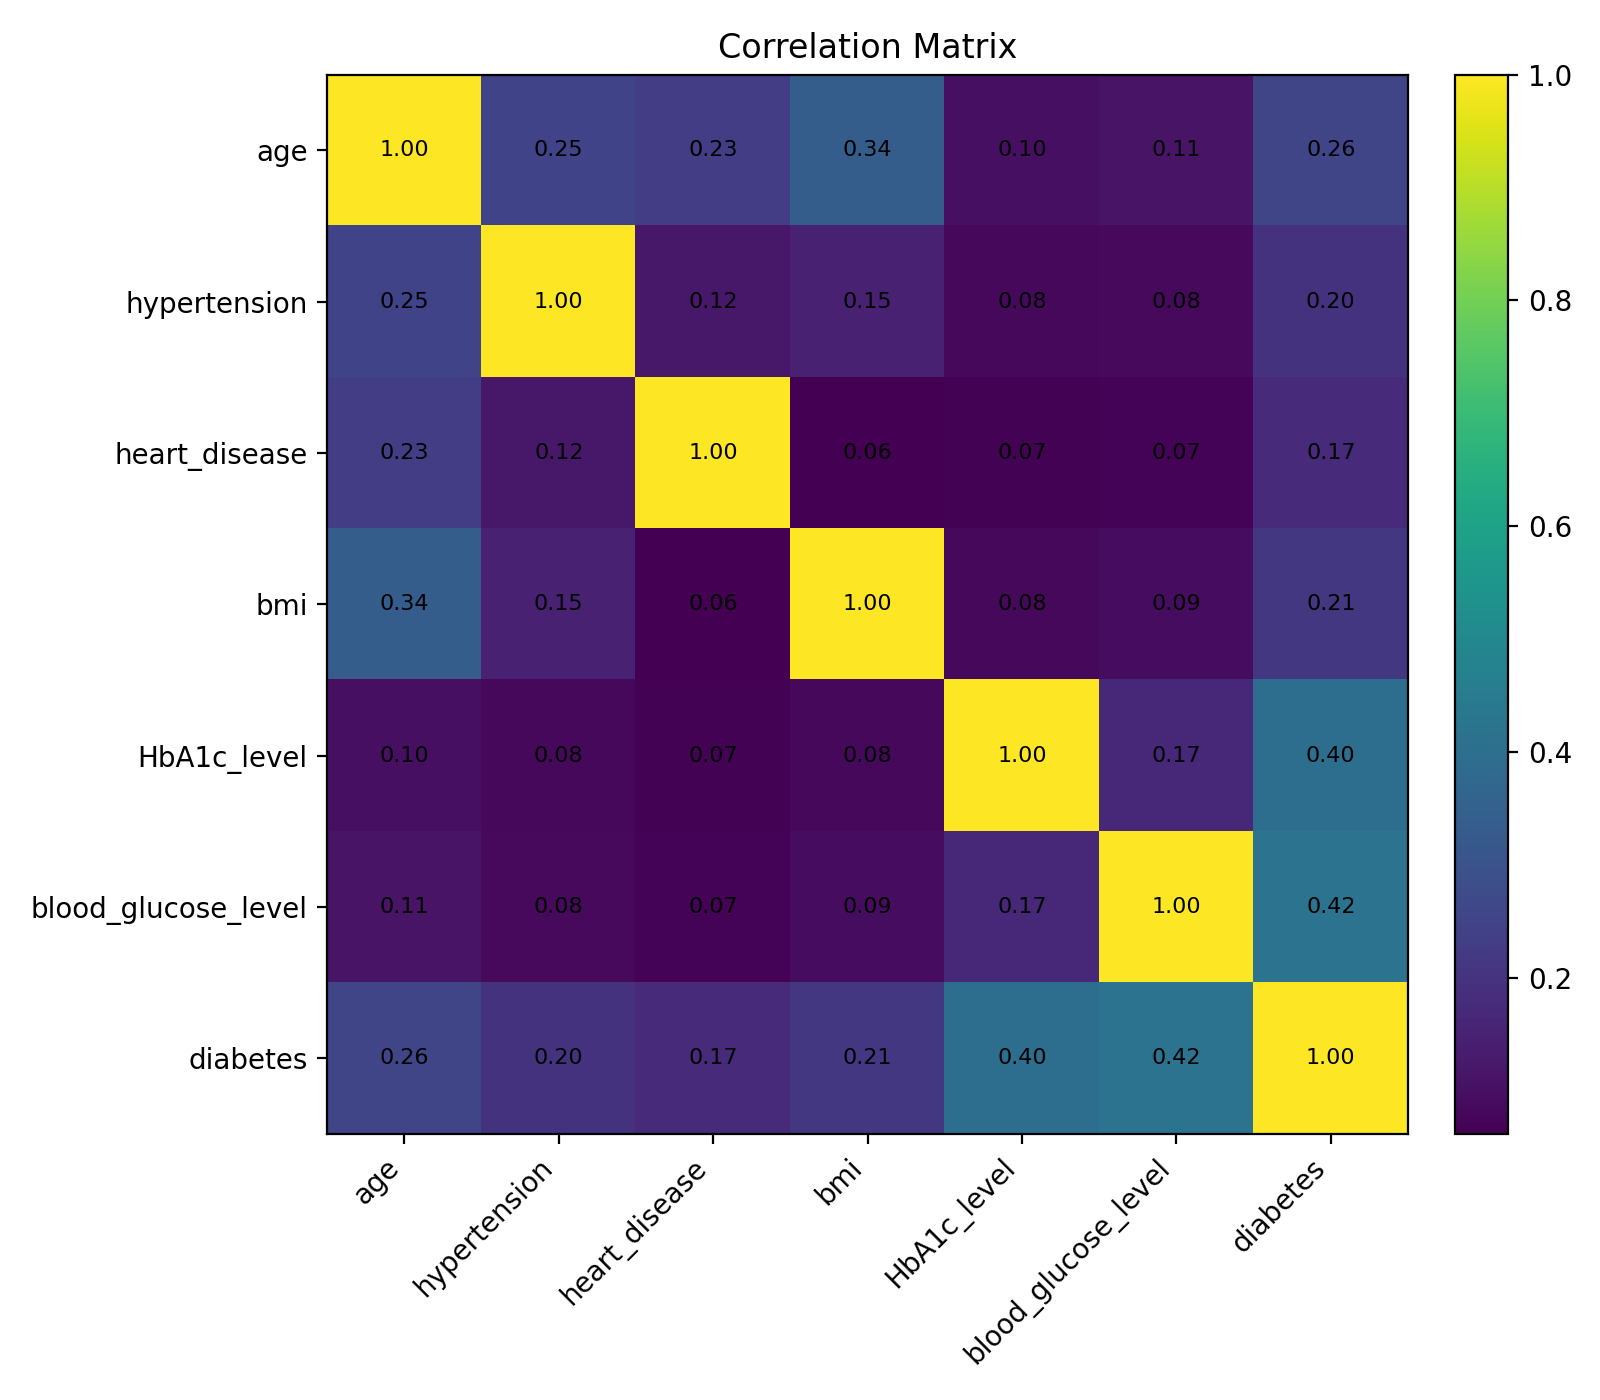 Correlation Matrix
age 1.00 0.25 0.23 0.34 0.10 0.11 0.26
hypertension 0.25 1.00 0.12 0.15 0.08 0.08 0.20
heart_disease 0.23 0.12 1.00 0.06 0.07 0.07 0.17
bmi 0.34 0.15 0.06 1.00 0.08 0.09 0.21
HbA1c_level 0.10 0.08 0.07 0.08 1.00 0.17 0.40
blood_glucose_level 0.11 0.08 0.07 0.09 0.17 1.00 0.42
diabetes 0.26 0.20 0.17 0.21 0.40 0.42 1.00
age
hypertension
heart_disease
bmi
HbA1c_level
blood_glucose_level
diabetes
1.0
0.8
0.6
0.4
0.2